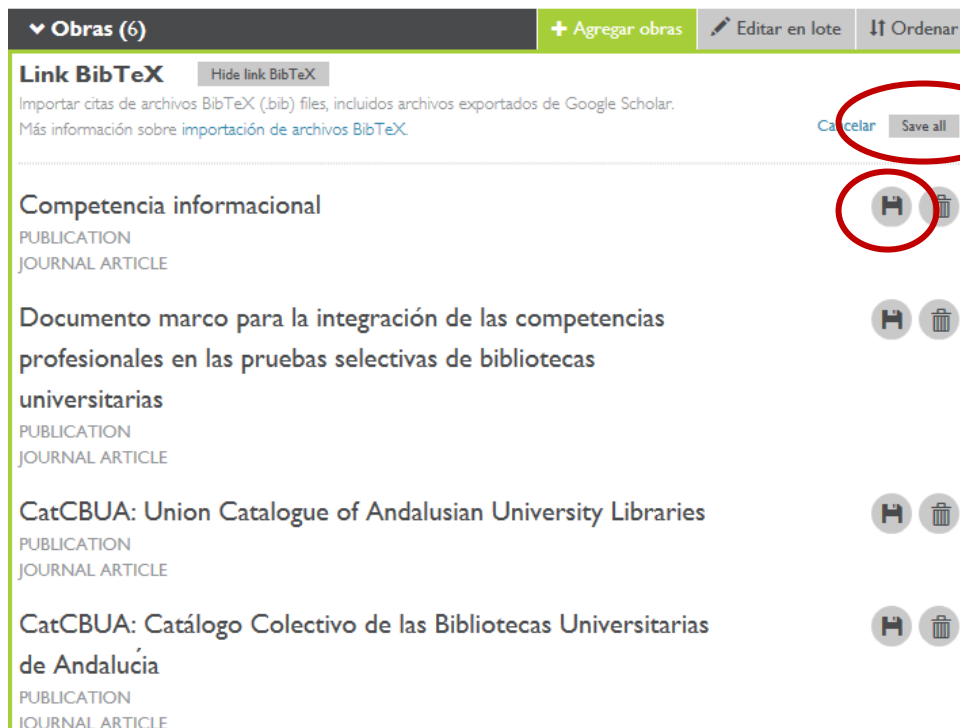 Obras (6)
Agregar obras
Editar en lote
Ordenar
Link BibTeX
Hide link BibTeX
Importar citas de archivos BibTeX (.bib) files, incluidos archivos exportados de Google Scholar.
Más información sobre importación de archivos BibTeX.
Cancelar
Save all
Competencia informacional
PUBLICATION
JOURNAL ARTICLE
Documento marco para la integración de las competencias
profesionales en las pruebas selectivas de bibliotecas
universitarias
PUBLICATION
JOURNAL ARTICLE
CatCBUA: Union Catalogue of Andalusian University Libraries
PUBLICATION
JOURNAL ARTICLE
CatCBUA: Catálogo Colectivo de las Bibliotecas Universitarias
de Andalucía
PUBLICATION
JOURNAL ARTICLE